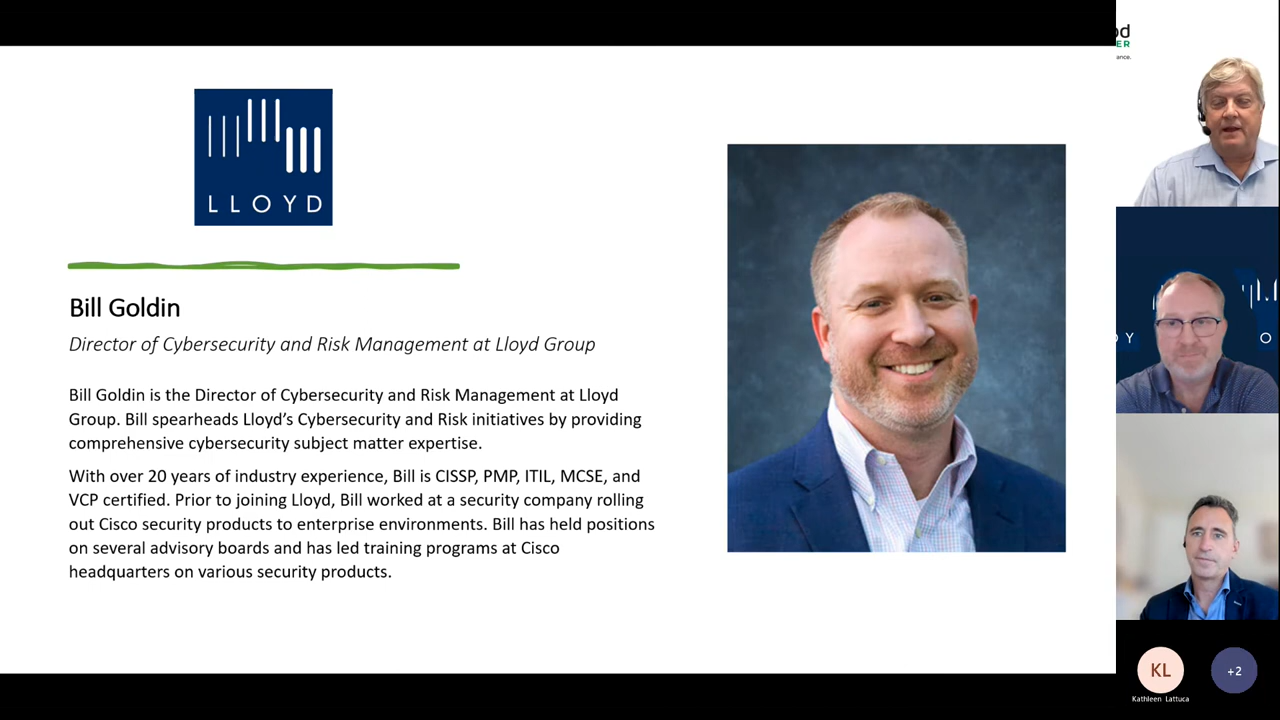 LLOYD
Bill Goldin
Director of Cybersecurity and Risk Management at Lloyd Group
Bill Goldin is the Director of Cybersecurity and Risk Management at Lloyd
Group. Bill spearheads Lloyd’s Cybersecurity and Risk initiatives by providing
comprehensive cybersecurity subject matter expertise.
With over 20 years of industry experience, Bill is CISSP, PMP, ITIL, MCSE, and
VCP certified. Prior to joining Lloyd, Bill worked at a security company rolling
out Cisco security products to enterprise environments. Bill has held positions
on several advisory boards and has led training programs at Cisco
headquarters on various security products.
od
ER
ance.
DY O
KL
+2
Kathleen Lattuca